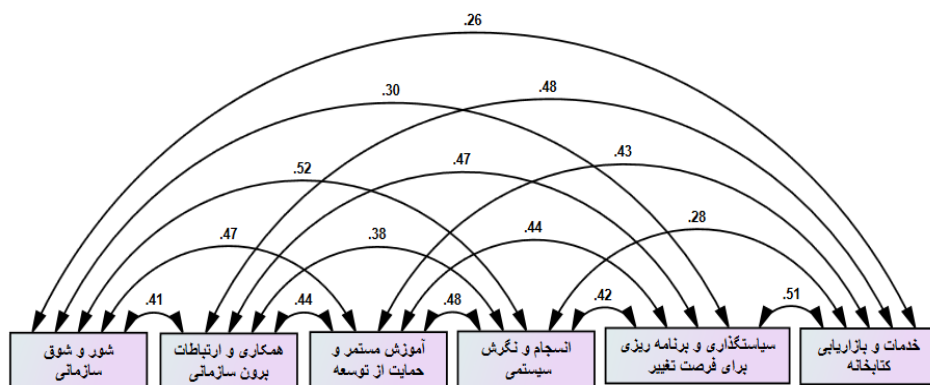 .26
.30
.48
.52
.47
.43
.47
.38
.44
.28
.41
.44
.48
.42
.51
شور و شوق
سازمانی
همکاری و ارتباطات
برون سازمانی
آموزش مستمر و
حمایت از توسعه
انسجام و نگرش
سیستمی
سیاستگذاری و برنامه ریزی
برای فرصت تغییر
خدمات و بازاریابی
کتابخانه